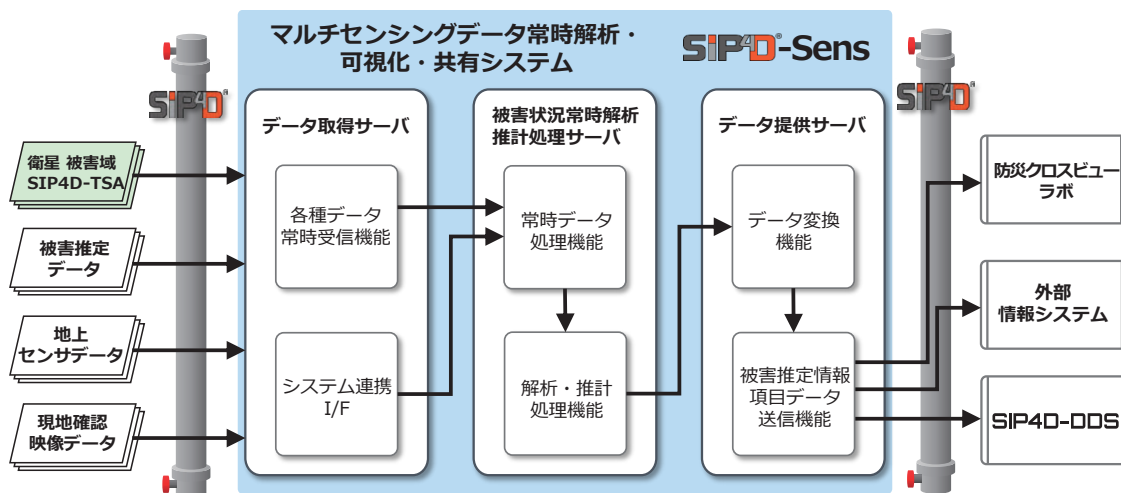 マルチセンシングデータ常時解析・
可視化・共有システム
SIP4D®-Sens
SIP4D®
SIP4D®
衛星 被害域
SIP4D-TSA
被害推定
データ
地上
センサデータ
現地確認
映像データ
データ取得サーバ
各種データ
常時受信機能
システム連携
I/F
被害状況常時解析
推計処理サーバ
常時データ
処理機能
解析・推計
処理機能
データ提供サーバ
データ変換
機能
被害推定情報
項目データ
送信機能
防災クロスビュー
ラボ
外部
情報システム
SIP4D-DDS